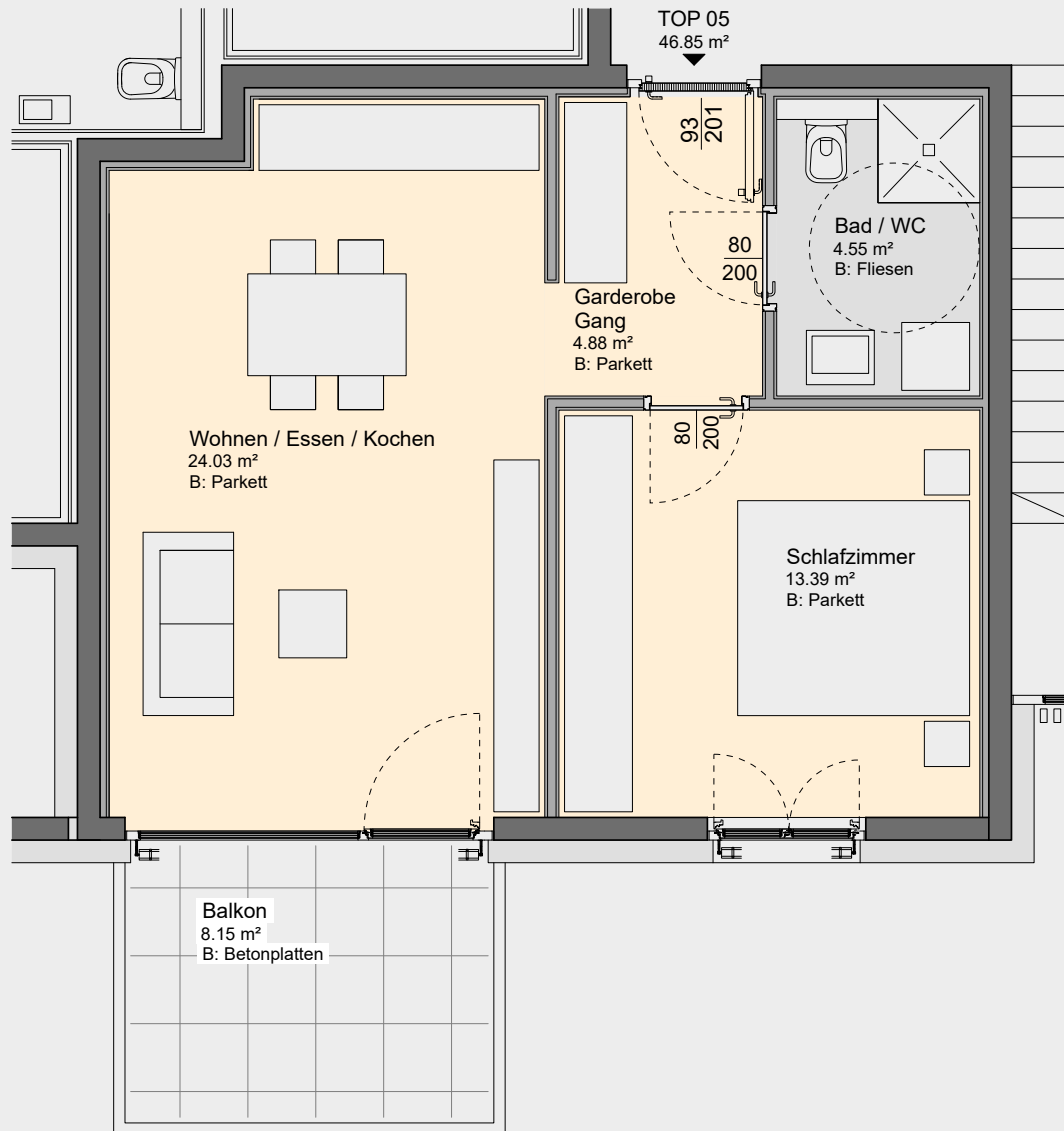 TOP 05
46.85 m²
93
201
Bad / WC
4.55 m²
B: Fliesen
80
200
Garderobe
Gang
4.88 m²
B: Parkett
80
200
Wohnen / Essen / Kochen
24.03 m²
B: Parkett
Schlafzimmer
13.39 m²
B: Parkett
Balkon
8.15 m²
B: Betonplatten